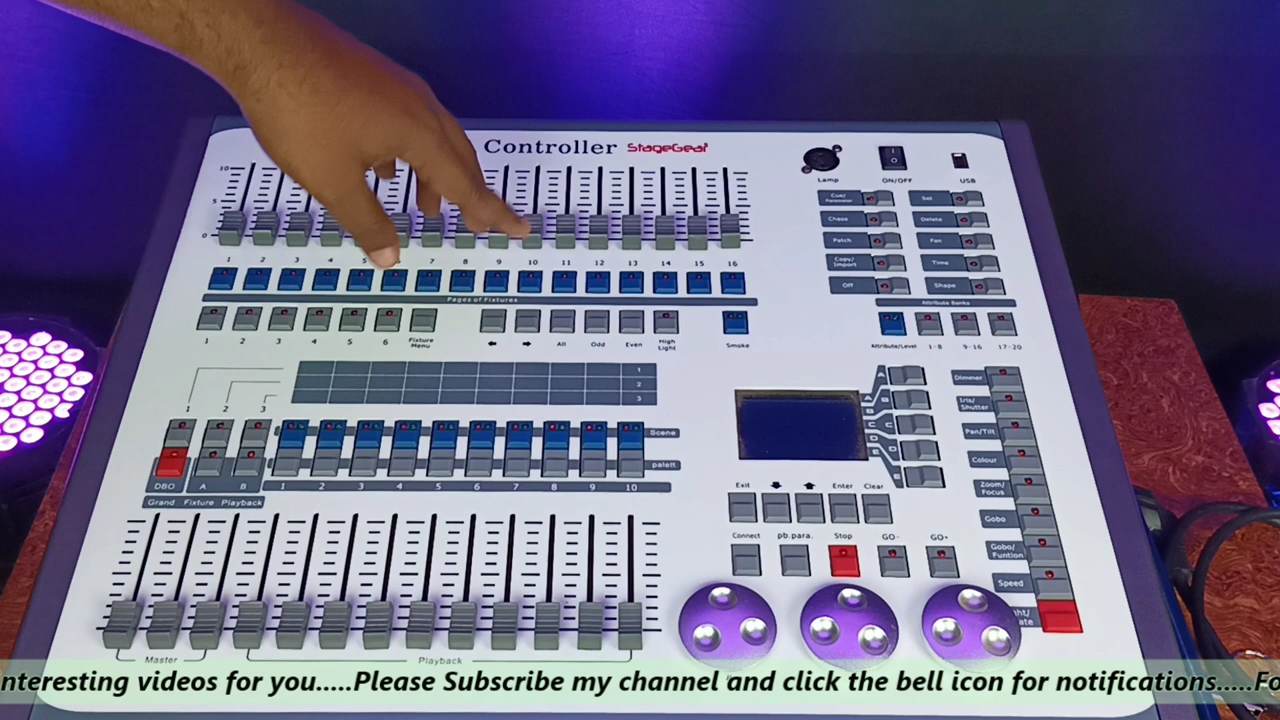 Controller StageGear
10
5
0
Lamp ON/OFF USB
Cue/Parameter Set
Chase Delete
Patch Fan
Copy/Import Time
Off Shape
1 2 3 4 5 7 8 9 10 11 12 13 14 15 16
Pages of Fixtures
Attribute Banks
1 2 3 4 5 6 Fixture Menu All Odd Even High Light Smoke
Attribute/Level 1-8 9-16 17-20
1
2
3
1 2 3
A
B
C
D
E
A
B
C
D
E
Dimmer
Iris/Shutter
Pan/Tilt
Colour
Zoom/Focus
Gobo
Gobo/Funtion
Speed
Scene
palett
DBO A B 1 2 3 4 5 6 7 8 9 10
Grand Fixture Playback
Exit Enter Clear
Connect pb.para. Stop GO- GO+
Master Playback
nteresting videos for you.....Please Subscribe my channel and click the bell icon for notifications.....Fo